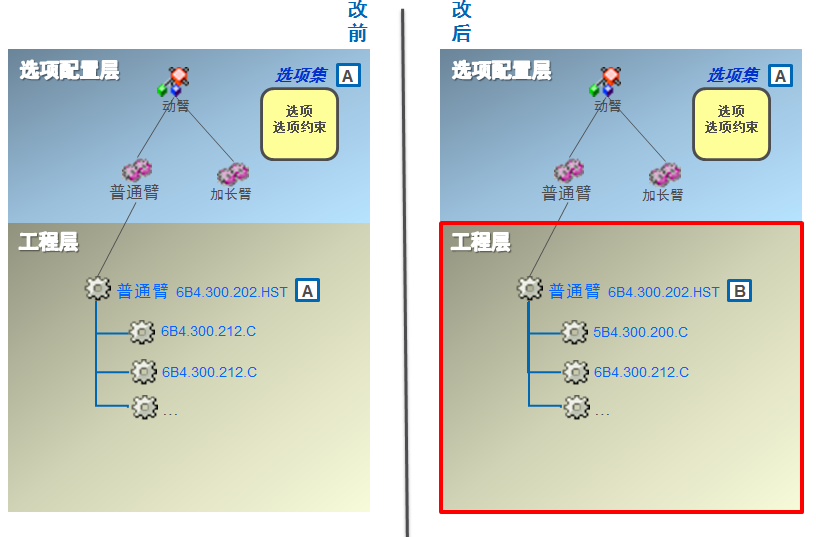 改前
选项配置层
选项集 A
动臂
选项
选项约束
普通臂
加长臂
工程层
普通臂 6B4.300.202.HST A
6B4.300.212.C
6B4.300.212.C
...
改后
选项配置层
选项集 A
动臂
选项
选项约束
普通臂
加长臂
工程层
普通臂 6B4.300.202.HST B
5B4.300.200.C
6B4.300.212.C
...